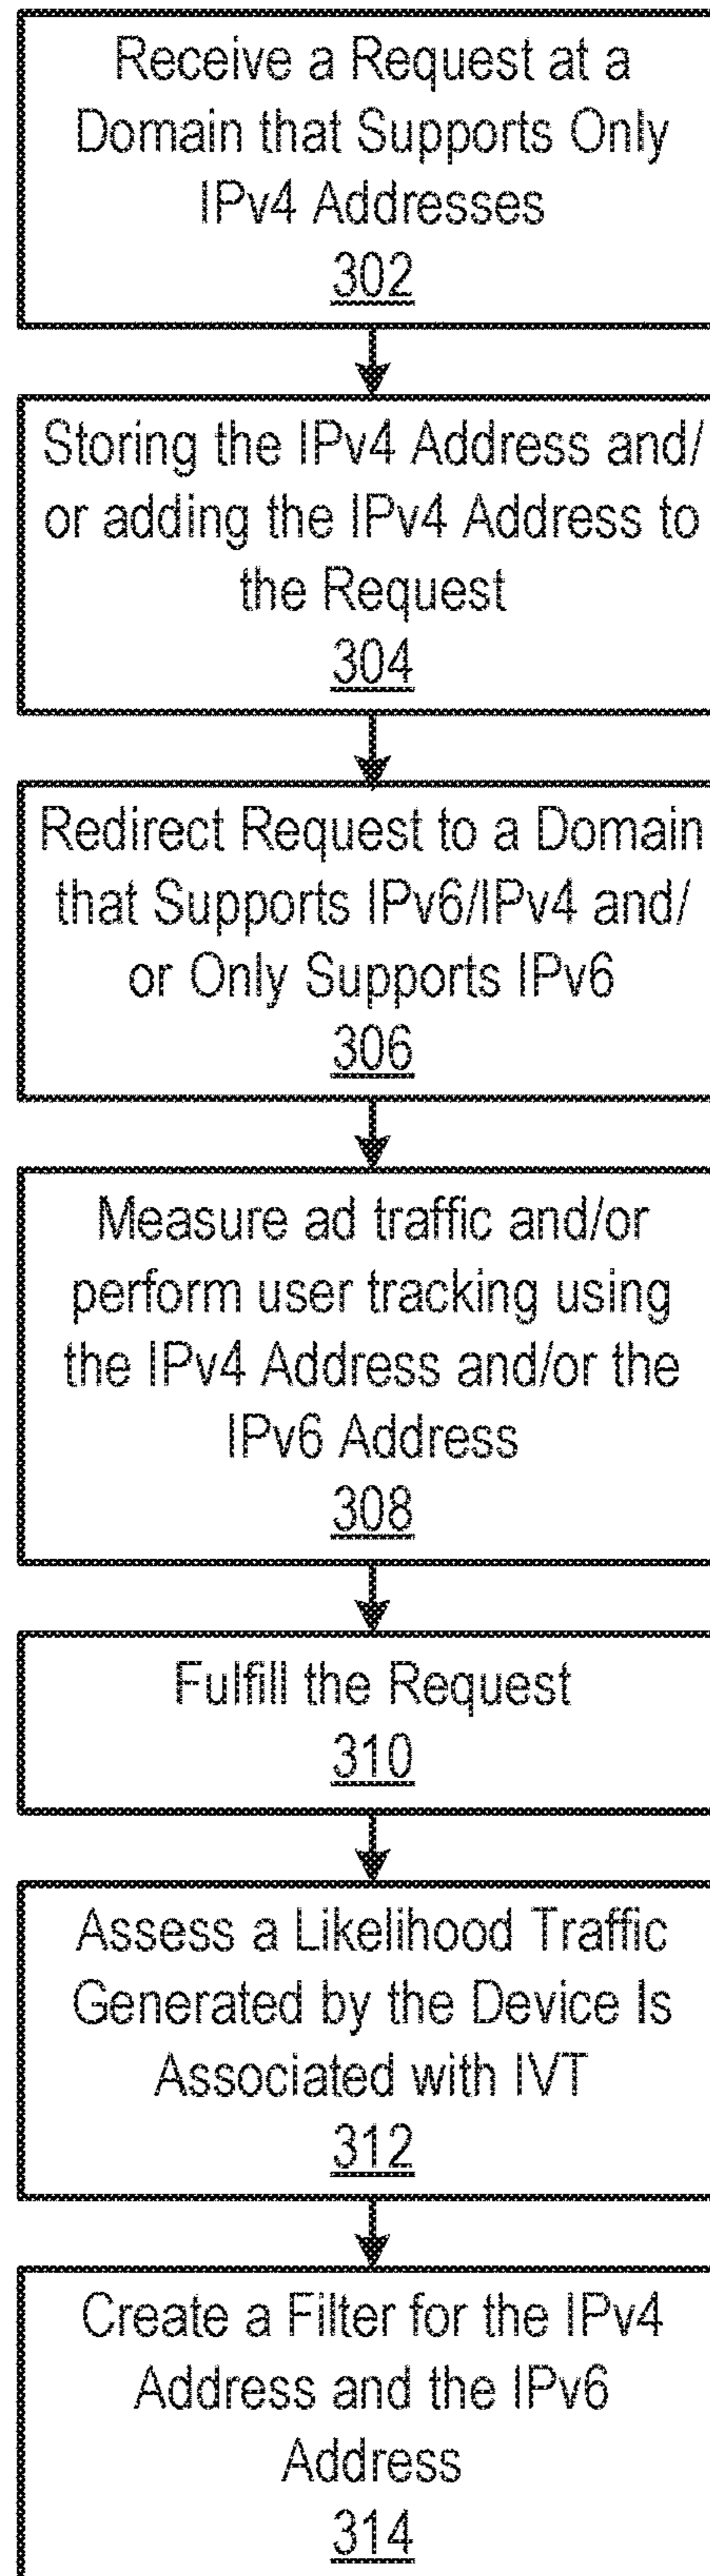 Receive a Request at a
Domain that Supports Only
IPv4 Addresses
302
Storing the IPv4 Address and/
or adding the IPv4 Address to
the Request
304
Redirect Request to a Domain
that Supports IPv6/IPv4 and/
or Only Supports IPv6
306
Measure ad traffic and/or
perform user tracking using
the IPv4 Address and/or the
IPv6 Address
308
Fulfill the Request
310
Assess a Likelihood Traffic
Generated by the Device Is
Associated with IVT
312
Create a Filter for the IPv4
Address and the IPv6
Address
314